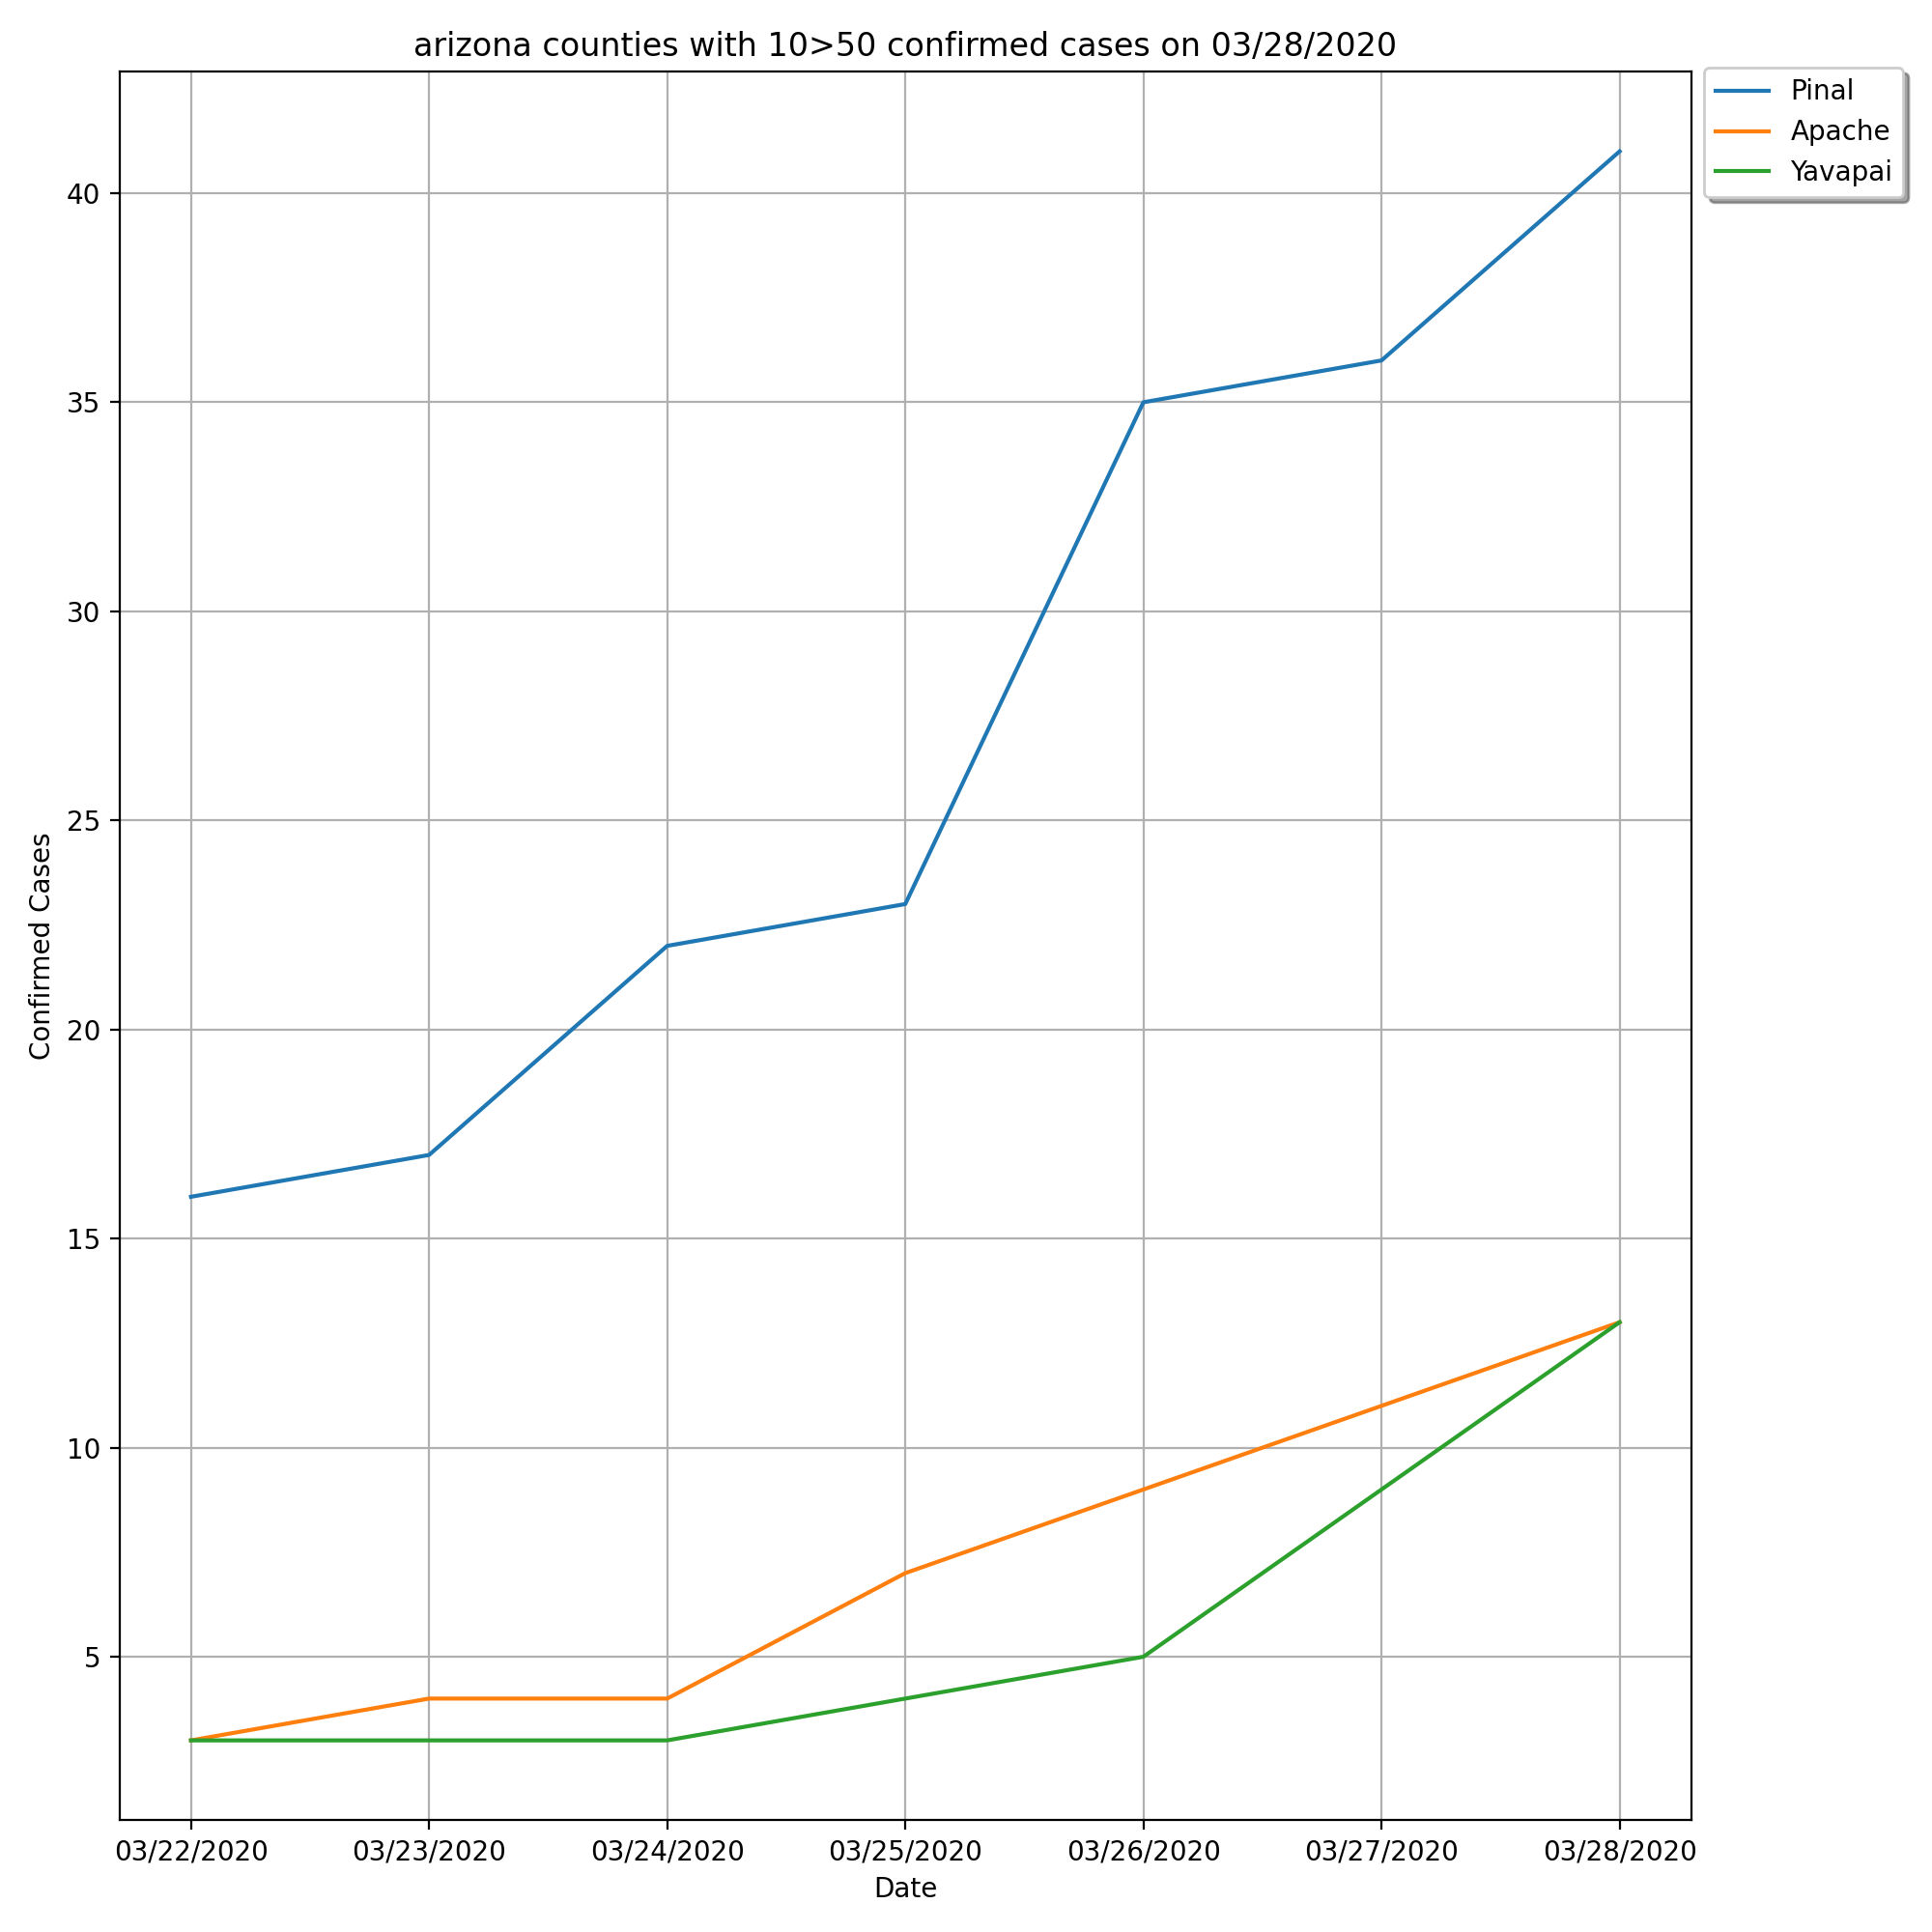 arizona counties with 10>50 confirmed cases on 03/28/2020
Pinal
Apache
Yavapai
40
35
30
25
20
15
10
5
Confirmed Cases
03/22/2020 03/23/2020 03/24/2020 03/25/2020 03/26/2020 03/27/2020 03/28/2020
Date